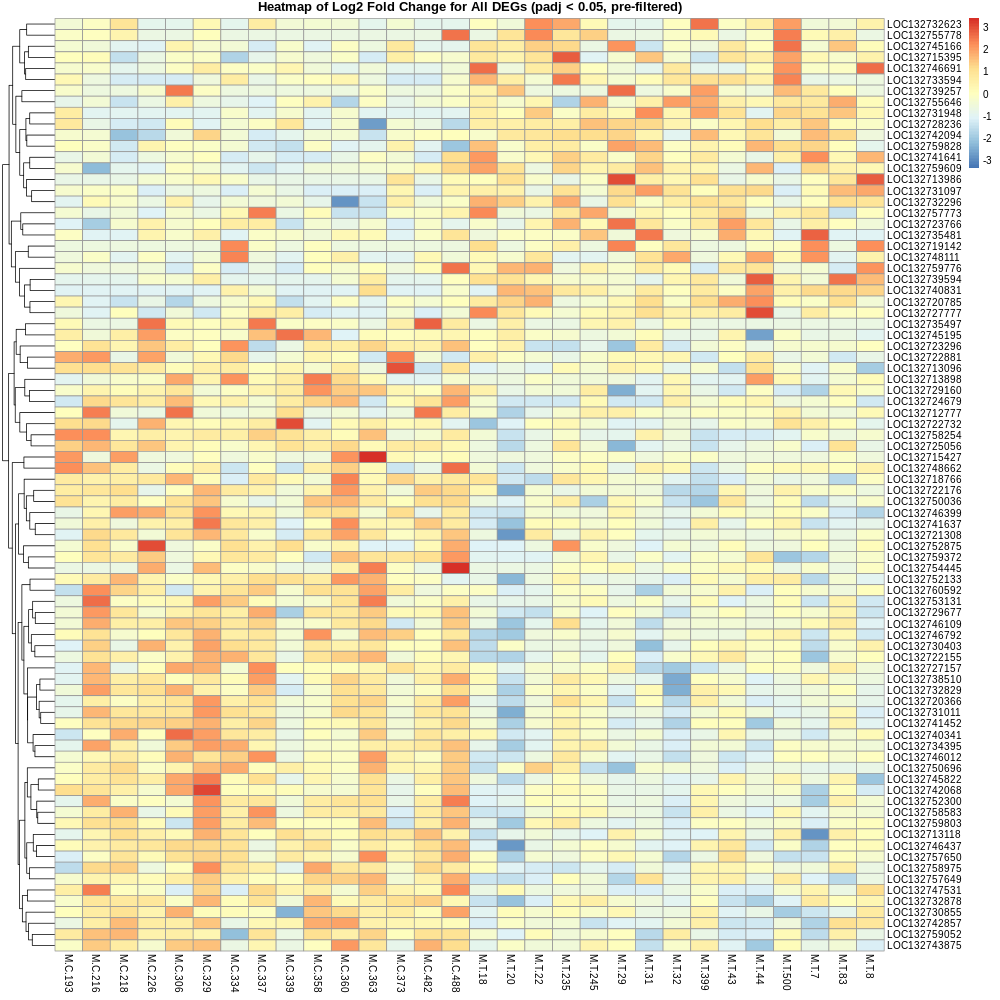 Heatmap of Log2 Fold Change for All DEGs (padj < 0.05, pre-filtered)
LOC132732623
LOC132755778
LOC132745166
LOC132715395
LOC132746691
LOC132733594
LOC132739257
LOC132755646
LOC132731948
LOC132728236
LOC132742094
LOC132759828
LOC132741641
LOC132759609
LOC132713986
LOC132731097
LOC132732296
LOC132757773
LOC132723766
LOC132735481
LOC132719142
LOC132748111
LOC132759776
LOC132739594
LOC132740831
LOC132720785
LOC132727777
LOC132735497
LOC132745195
LOC132723296
LOC132722881
LOC132713096
LOC132713898
LOC132729160
LOC132724679
LOC132712777
LOC132722732
LOC132758254
LOC132725056
LOC132715427
LOC132748662
LOC132718766
LOC132722176
LOC132750036
LOC132746399
LOC132741637
LOC132721308
LOC132752875
LOC132759372
LOC132754445
LOC132752133
LOC132760592
LOC132753131
LOC132729677
LOC132746109
LOC132746792
LOC132730403
LOC132722155
LOC132727157
LOC132738510
LOC132732829
LOC132720366
LOC132731011
LOC132741452
LOC132740341
LOC132734395
LOC132746012
LOC132750696
LOC132745822
LOC132742068
LOC132752300
LOC132758583
LOC132759803
LOC132713118
LOC132746437
LOC132757650
LOC132758975
LOC132757649
LOC132747531
LOC132732878
LOC132730855
LOC132742857
LOC132759052
LOC132743875
3
2
1
0
-1
-2
-3
M.C.193
M.C.216
M.C.218
M.C.226
M.C.306
M.C.329
M.C.334
M.C.337
M.C.339
M.C.358
M.C.360
M.C.363
M.C.373
M.C.482
M.C.488
M.T.18
M.T.20
M.T.22
M.T.235
M.T.245
M.T.29
M.T.31
M.T.32
M.T.399
M.T.43
M.T.44
M.T.500
M.T.7
M.T.83
M.T.8